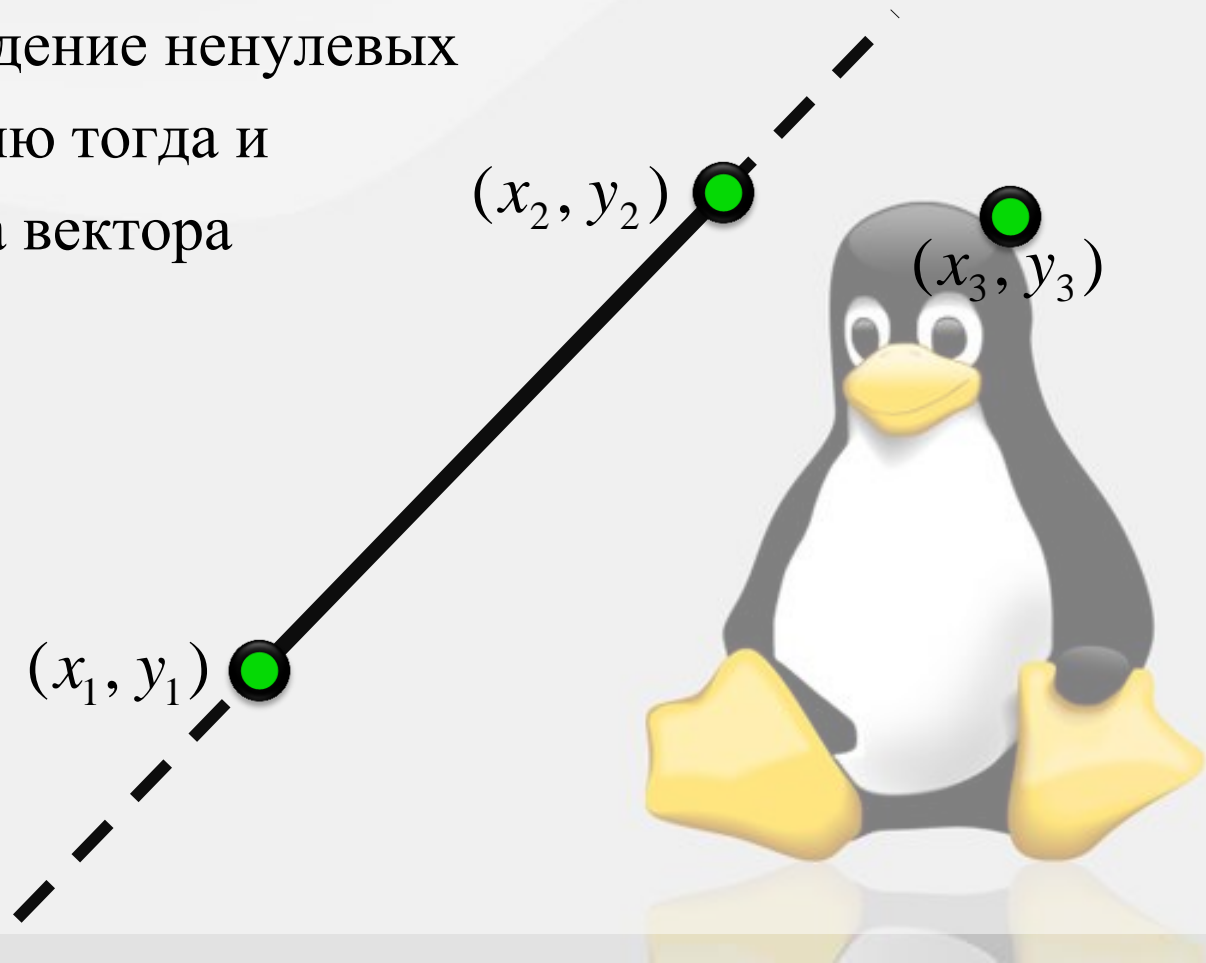 дение ненулевых
ию тогда и
а вектора
(x₂, y₂)
(x₃, y₃)
(x₁, y₁)